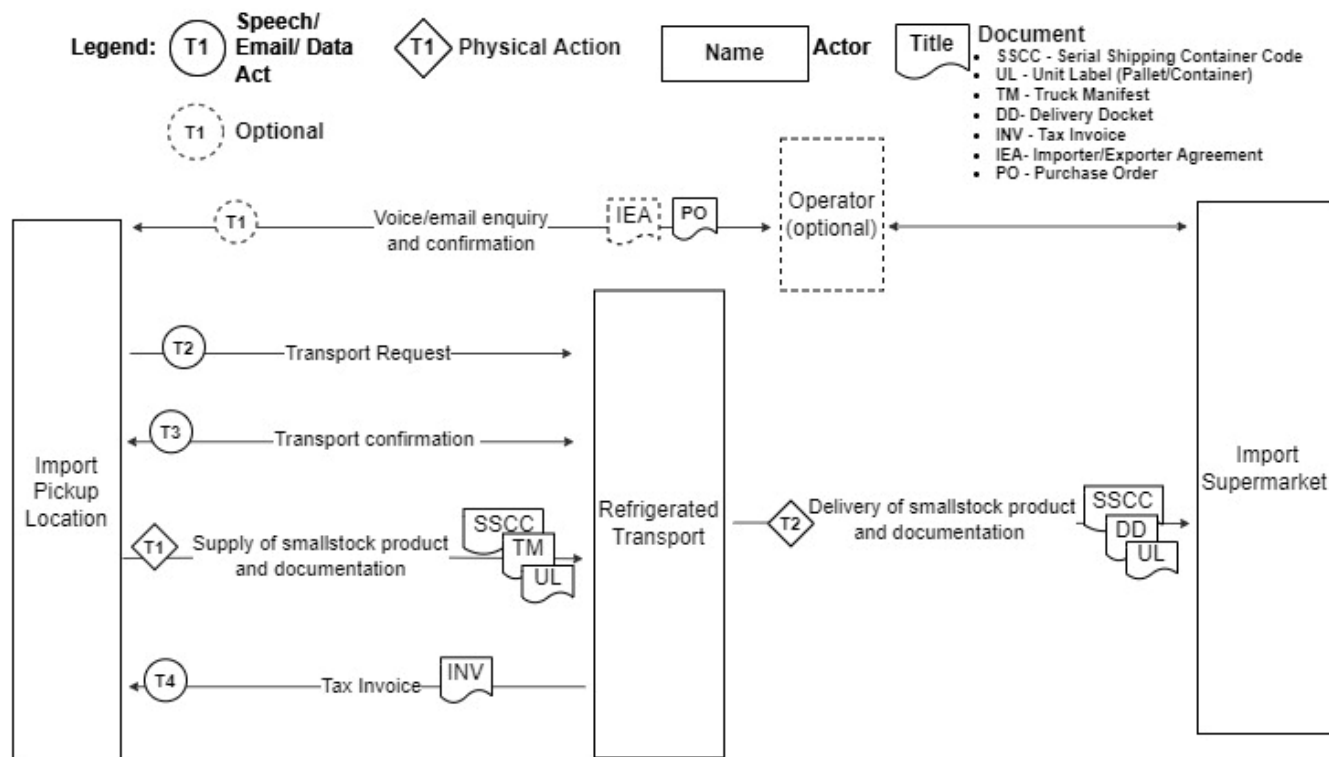 Legend:
T1
Speech/
Email/ Data
Act
T1
Physical Action
Name
Actor
Title
Document
• SSCC - Serial Shipping Container Code
• UL - Unit Label (Pallet/Container)
• TM - Truck Manifest
• DD- Delivery Docket
• INV - Tax Invoice
• IEA- Importer/Exporter Agreement
• PO - Purchase Order
T1
Optional
T1
Voice/email enquiry
and confirmation
IEA
PO
Operator
(optional)
T2
Transport Request
T3
Transport confirmation
Import
Pickup
Location
T1
Supply of smallstock product
and documentation
SSCC
TM
UL
Refrigerated
Transport
T2
Delivery of smallstock product
and documentation
SSCC
DD
UL
Import
Supermarket
T4
Tax Invoice
INV